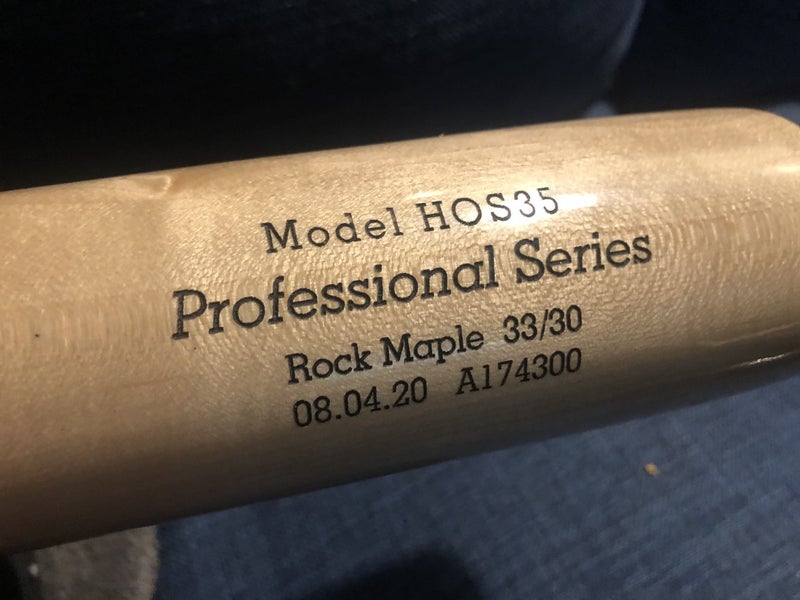 Model HOS35
Professional Series
Rock Maple 33/30
08.04.20 A174300